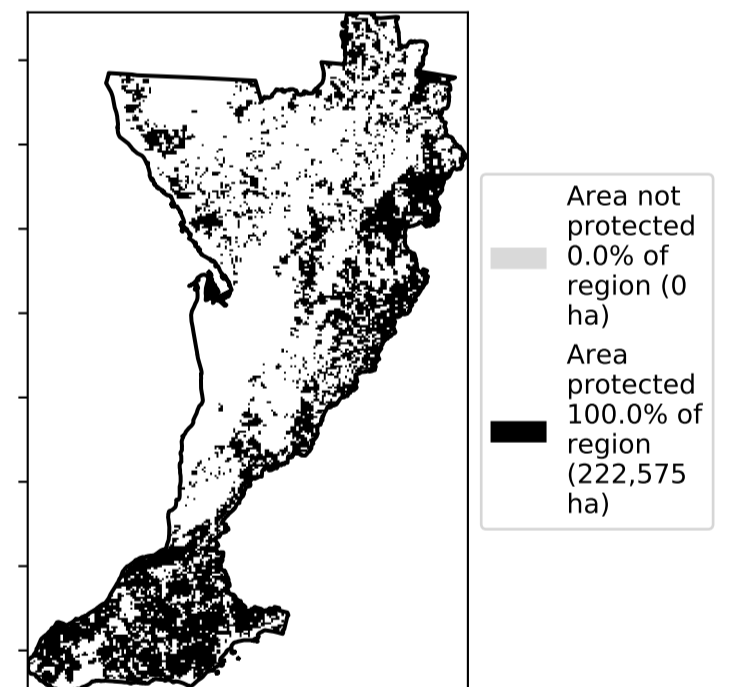 Area not
protected
0.0% of
region (0
ha)
Area
protected
100.0% of
region
(222,575
ha)